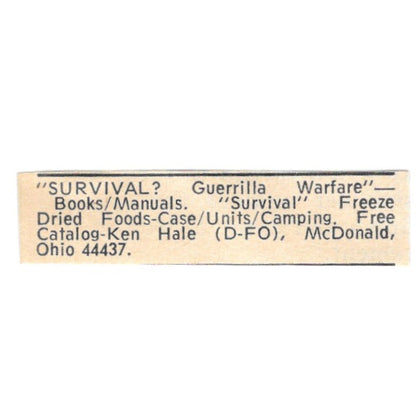 "SURVIVAL? Guerrilla Warfare"—
Books/Manuals. "Survival" Freeze
Dried Foods-Case/Units/Camping. Free
Catalog-Ken Hale (D-FO), McDonald,
Ohio 44437.